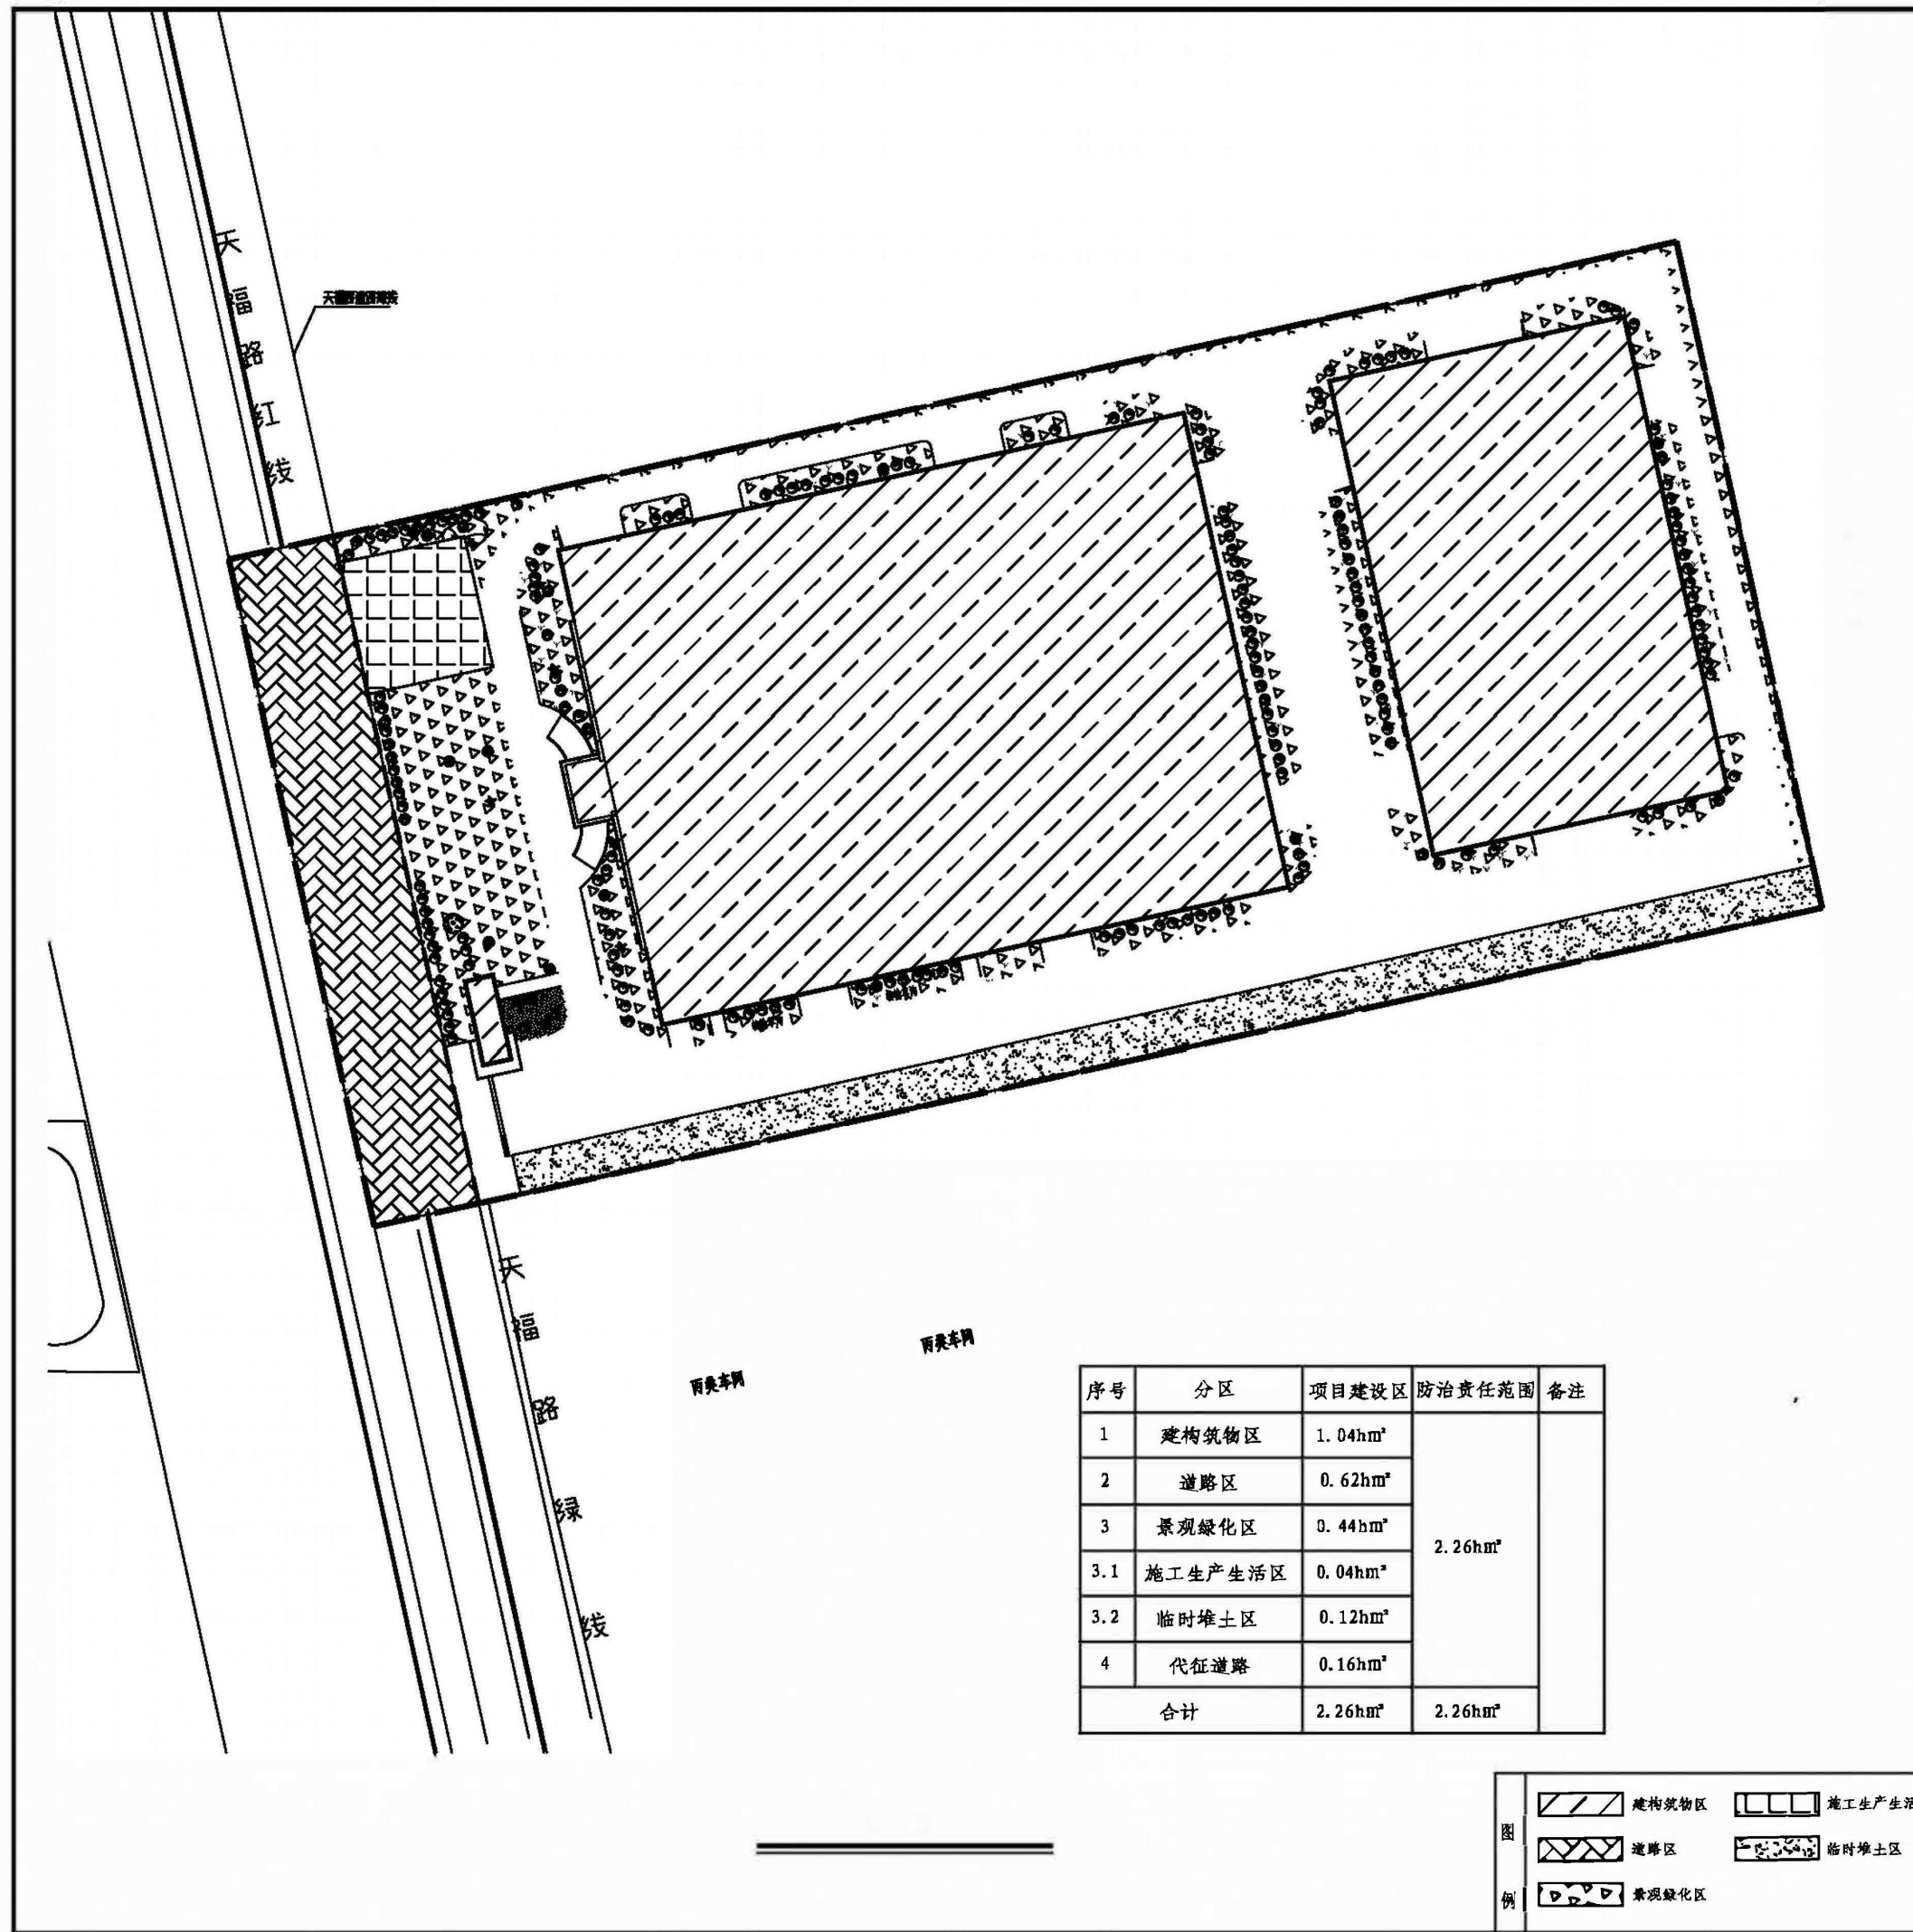 天福路红线
天福路绿线
丙类车间
丙类车间
序号 分区 项目建设区 防治责任范围 备注
1 建构筑物区 1.04hm² 2.26hm²
2 道路区 0.62hm²
3 景观绿化区 0.44hm²
3.1 施工生产生活区 0.04hm²
3.2 临时堆土区 0.12hm²
4 代征道路 0.16hm²
合计 2.26hm² 2.26hm²
图例
建构筑物区 施工生产生活
道路区 临时堆土区
景观绿化区